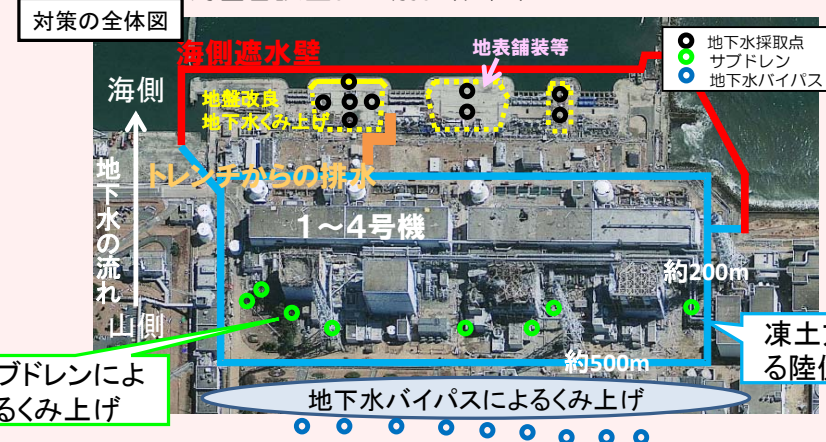 対策の全体図
海側遮水壁
地表舗装等
地下水採取点
サブドレン
地下水バイパス
海側
地盤改良
地下水くみ上げ
地下水の流れ
トレンチからの排水
1~4号機
約200m
山側
ブドレンによ
るくみ上げ
約500m
凍土
る陸
地下水バイパスによるくみ上げ